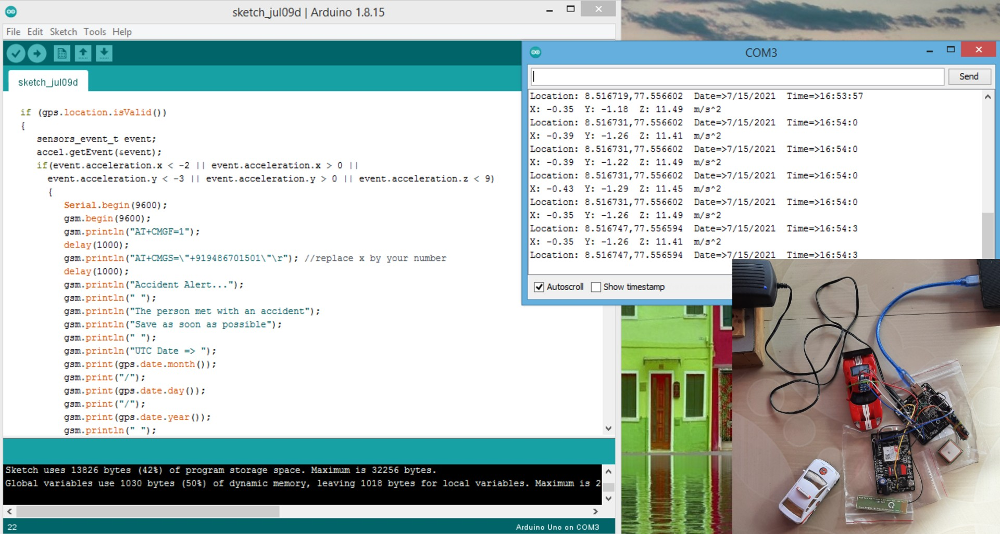 sketch_jul09d | Arduino 1.8.15
File Edit Sketch Tools Help
sketch_jul09d
if (gps.location.isValid())
{
sensors_event_t event;
accel.getEvent(&event);
if(event.acceleration.x < -2 || event.acceleration.x > 0 ||
event.acceleration.y < -3 || event.acceleration.y > 0 || event.acceleration.z < 9)
{
Serial.begin(9600);
gsm.begin(9600);
gsm.println("AT+CMGF=1");
delay(1000);
gsm.println("AT+CMGS=\"+919486701501\"\r"); //replace x by your number
delay(1000);
gsm.println("Accident Alert...");
gsm.println(" ");
gsm.println("The person met with an accident");
gsm.println("Save as soon as possible");
gsm.println(" ");
gsm.println("UTC Date => ");
gsm.print(gps.date.month());
gsm.print("/");
gsm.print(gps.date.day());
gsm.print("/");
gsm.print(gps.date.year());
gsm.println(" ");
Sketch uses 13826 bytes (42%) of program storage space. Maximum is 32256 bytes.
Global variables use 1030 bytes (50%) of dynamic memory, leaving 1018 bytes for local variables. Maximum is 2
22
Arduino Uno on COM3
COM3
Send
Location: 8.516719,77.556602 Date=>7/15/2021 Time=>16:53:57
X: -0.35 Y: -1.18 Z: 11.49 m/s^2
Location: 8.516731,77.556602 Date=>7/15/2021 Time=>16:54:0
X: -0.39 Y: -1.26 Z: 11.41 m/s^2
Location: 8.516731,77.556602 Date=>7/15/2021 Time=>16:54:0
X: -0.39 Y: -1.22 Z: 11.49 m/s^2
Location: 8.516731,77.556602 Date=>7/15/2021 Time=>16:54:0
X: -0.43 Y: -1.29 Z: 11.45 m/s^2
Location: 8.516731,77.556602 Date=>7/15/2021 Time=>16:54:0
X: -0.35 Y: -1.26 Z: 11.49 m/s^2
Location: 8.516747,77.556594 Date=>7/15/2021 Time=>16:54:3
X: -0.35 Y: -1.26 Z: 11.41 m/s^2
Location: 8.516747,77.556594 Date=>7/15/2021 Time=>16:54:3
Autoscroll Show timestamp